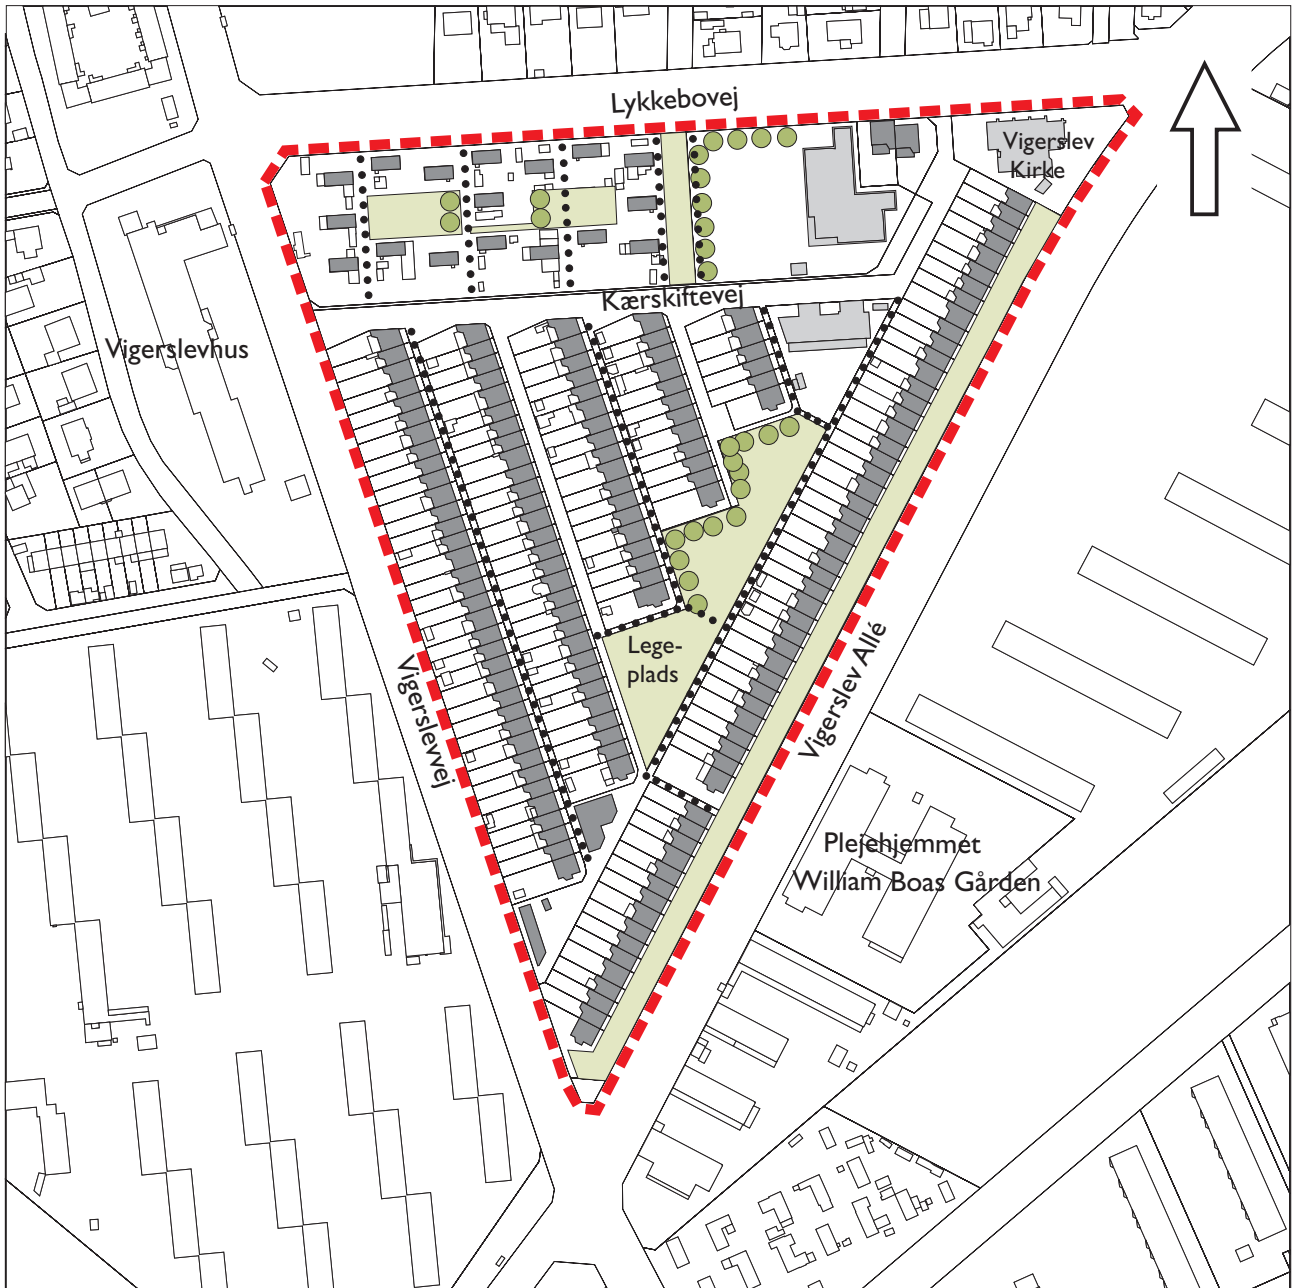 Lykkebovej
Vigerslev
Kirke
Kærskiftevej
Vigerslevhus
Lege-
plads
Vigerslevvej
Vigerslev Allé
Plejehjemmet
William Boas Gården